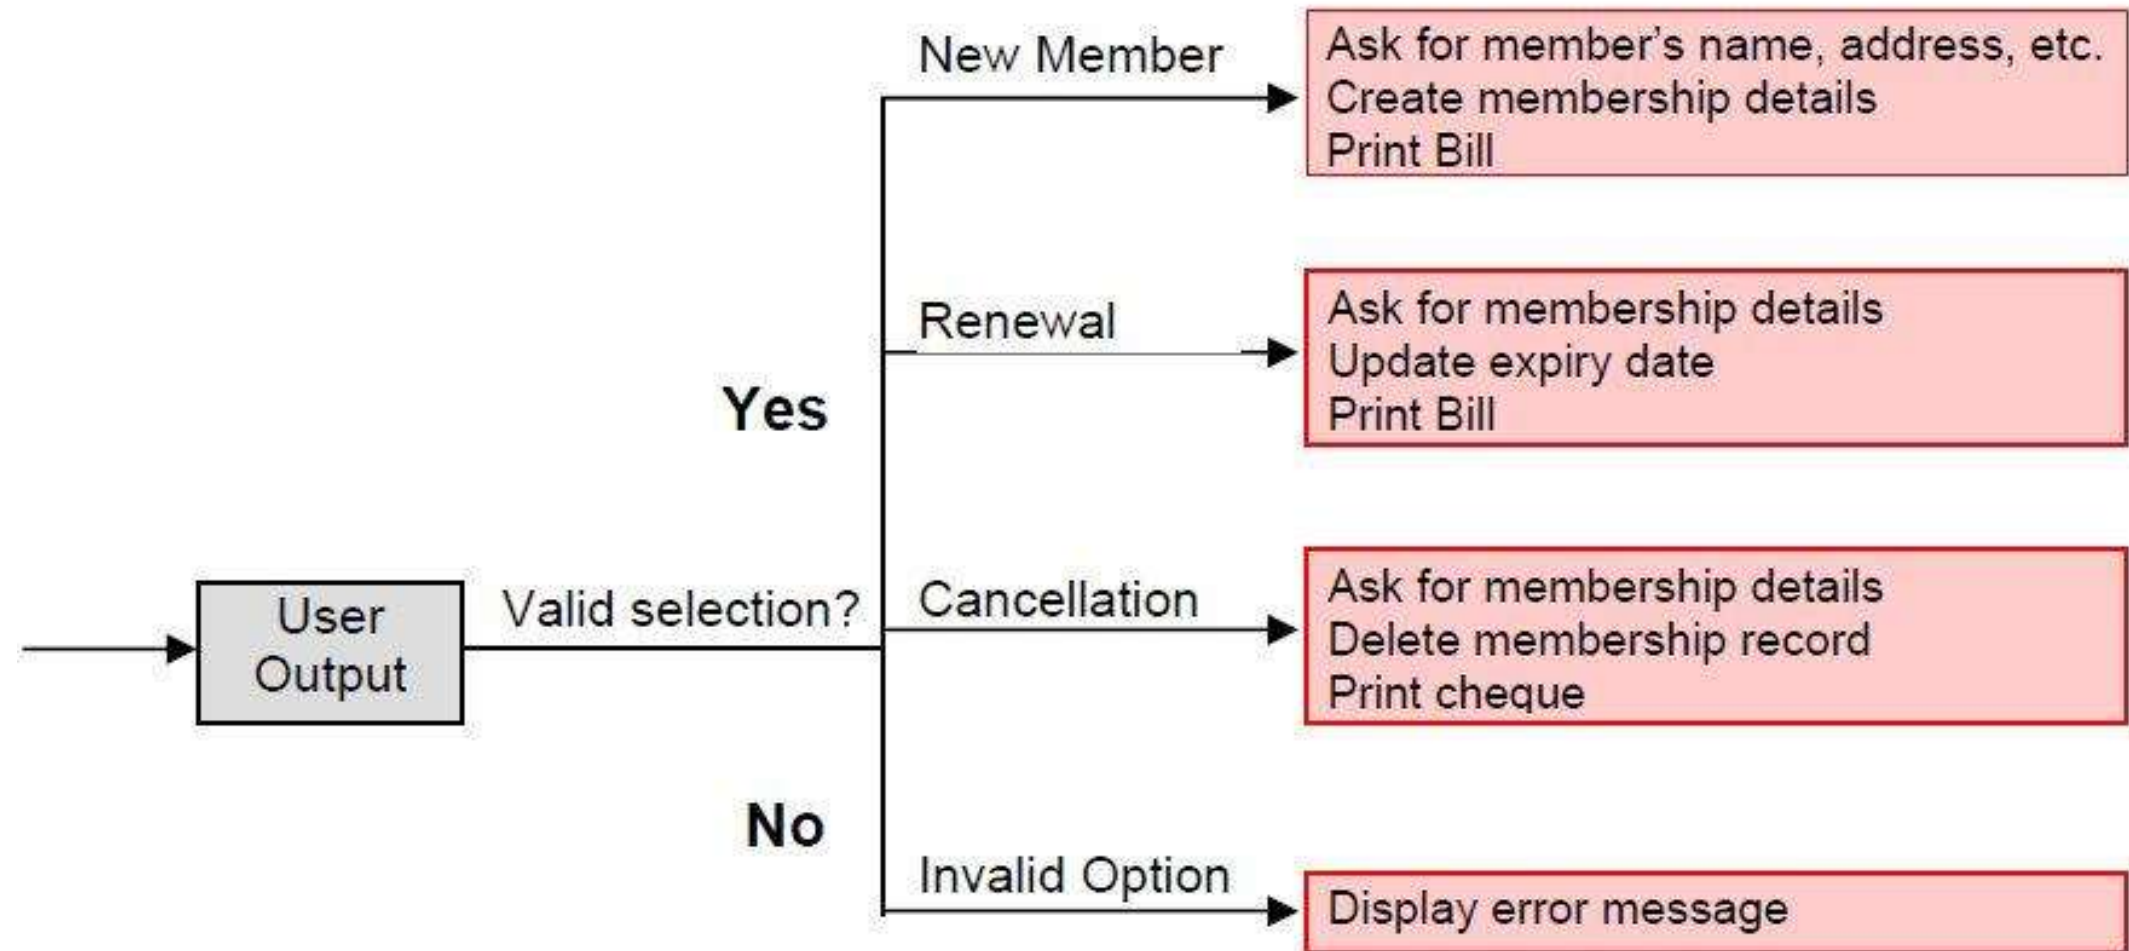 New Member
Ask for member's name, address, etc.
Create membership details
Print Bill
Renewal
Ask for membership details
Update expiry date
Print Bill
Yes
User
Output
Valid selection?
Cancellation
Ask for membership details
Delete membership record
Print cheque
No
Invalid Option
Display error message